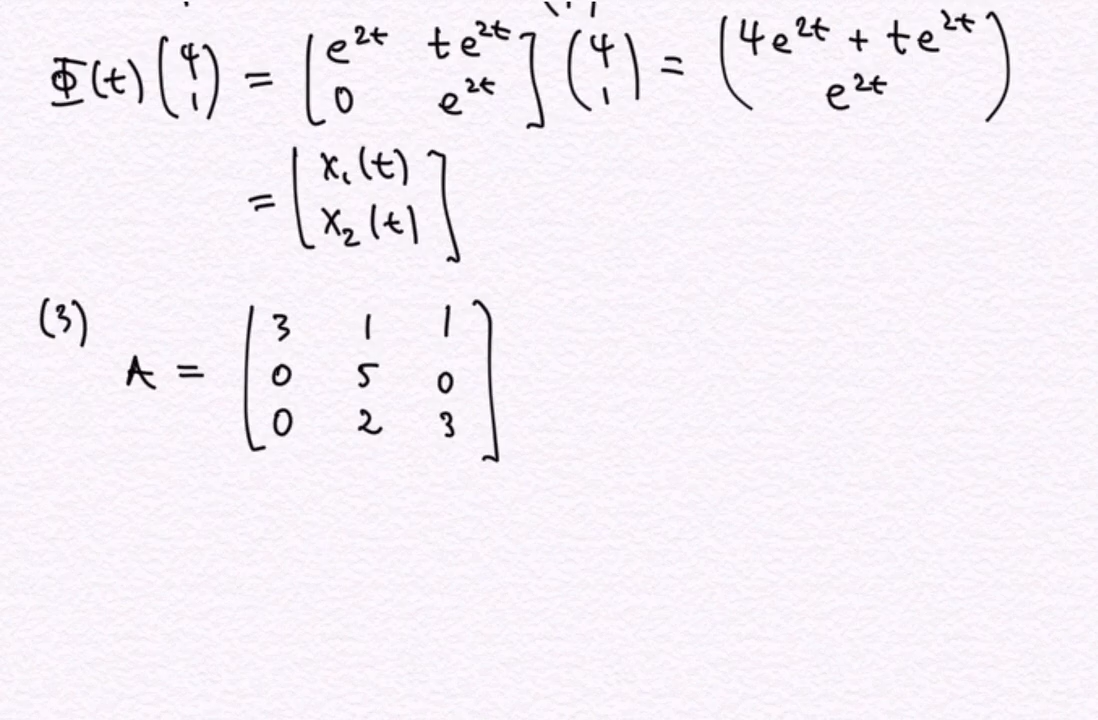 Φ(t) (4 1) = [e^{2t} te^{2t} 0 e^{2t}] (4 1) = (4e^{2t} + te^{2t} e^{2t})
= [x₁(t) x₂(t)]
(3)
A = [3 1 1
0 5 0
0 2 3]